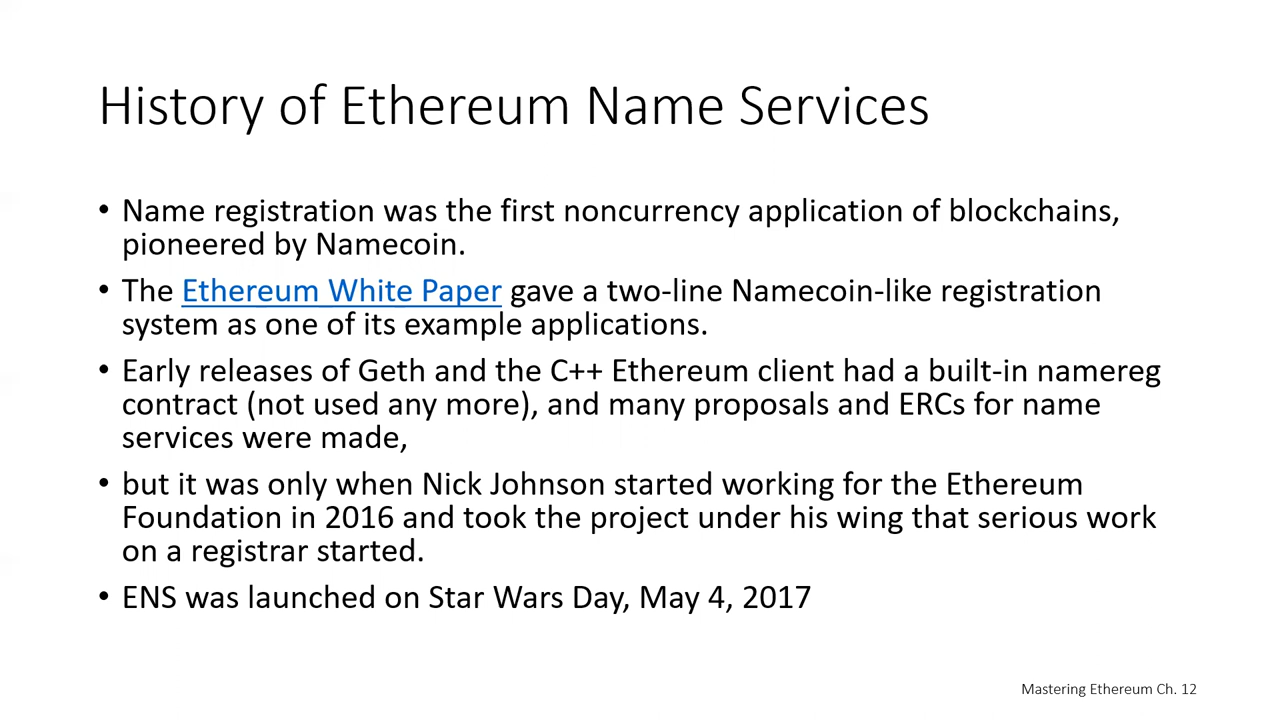 History of Ethereum Name Services
• Name registration was the first noncurrency application of blockchains,
pioneered by Namecoin.
• The Ethereum White Paper gave a two-line Namecoin-like registration
system as one of its example applications.
• Early releases of Geth and the C++ Ethereum client had a built-in namereg
contract (not used any more), and many proposals and ERCs for name
services were made,
• but it was only when Nick Johnson started working for the Ethereum
Foundation in 2016 and took the project under his wing that serious work
on a registrar started.
• ENS was launched on Star Wars Day, May 4, 2017
Mastering Ethereum Ch. 12